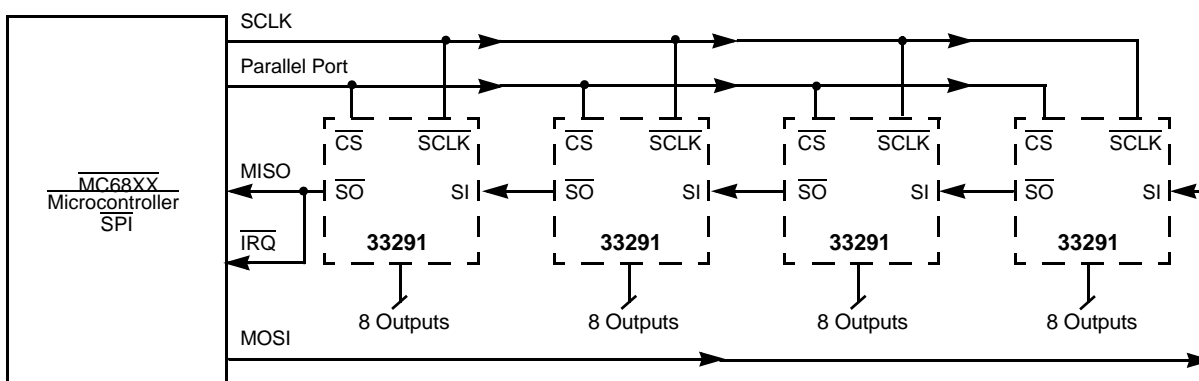 SCLK
Parallel Port
CS SCLK CS SCLK CS SCLK CS SCLK
MISO
MC68XX
Microcontroller
SPI
SO SI SO SI SO SI SO SI
IRQ
33291 33291 33291 33291
8 Outputs 8 Outputs 8 Outputs 8 Outputs
MOSI